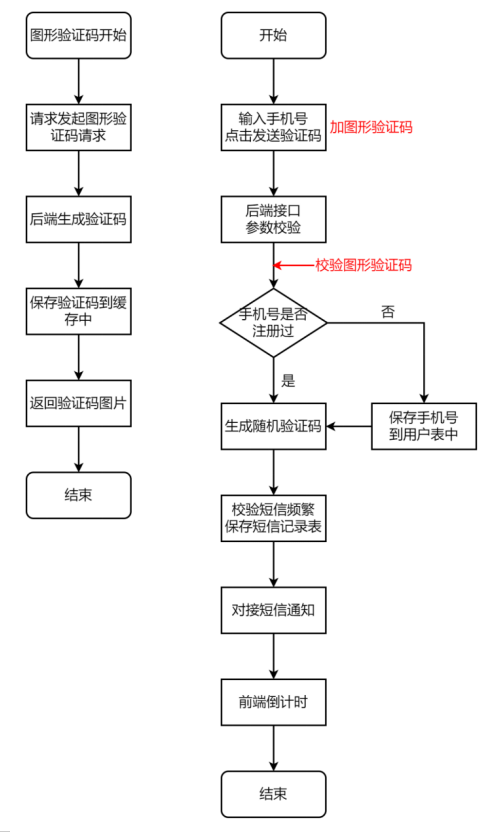 图形验证码开始
请求发起图形验
证码请求
后端生成验证码
保存验证码到缓
存中
返回验证码图片
结束
开始
输入手机号
点击发送验证码
加图形验证码
后端接口
参数校验
校验图形验证码
手机号是否
注册过
否
是
生成随机验证码
保存手机号
到用户表中
校验短信频繁
保存短信记录表
对接短信通知
前端倒计时
结束